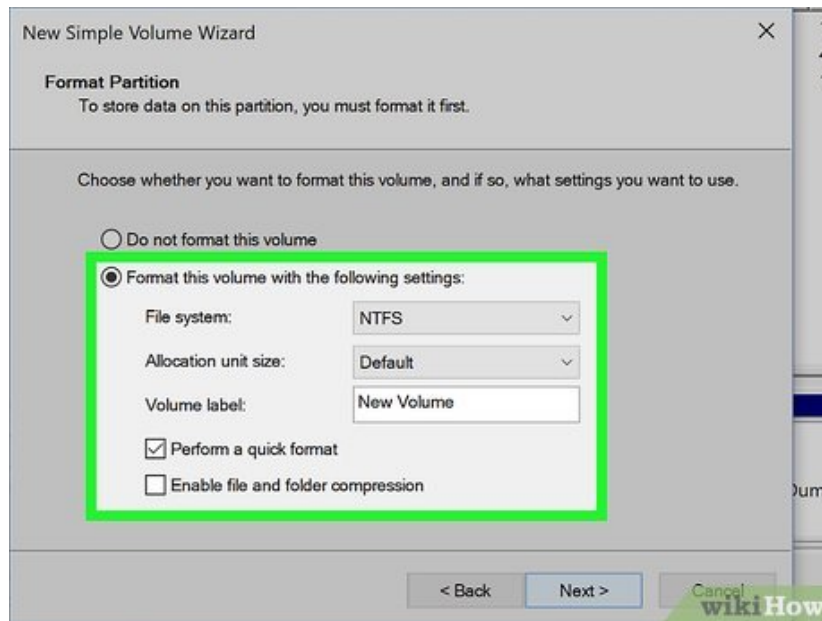 New Simple Volume Wizard
Format Partition
To store data on this partition, you must format it first.
Choose whether you want to format this volume, and if so, what settings you want to use.
Do not format this volume
Format this volume with the following settings:
File system: NTFS
Allocation unit size: Default
Volume label: New Volume
Perform a quick format
Enable file and folder compression
< Back Next > Cancel
wikiHow